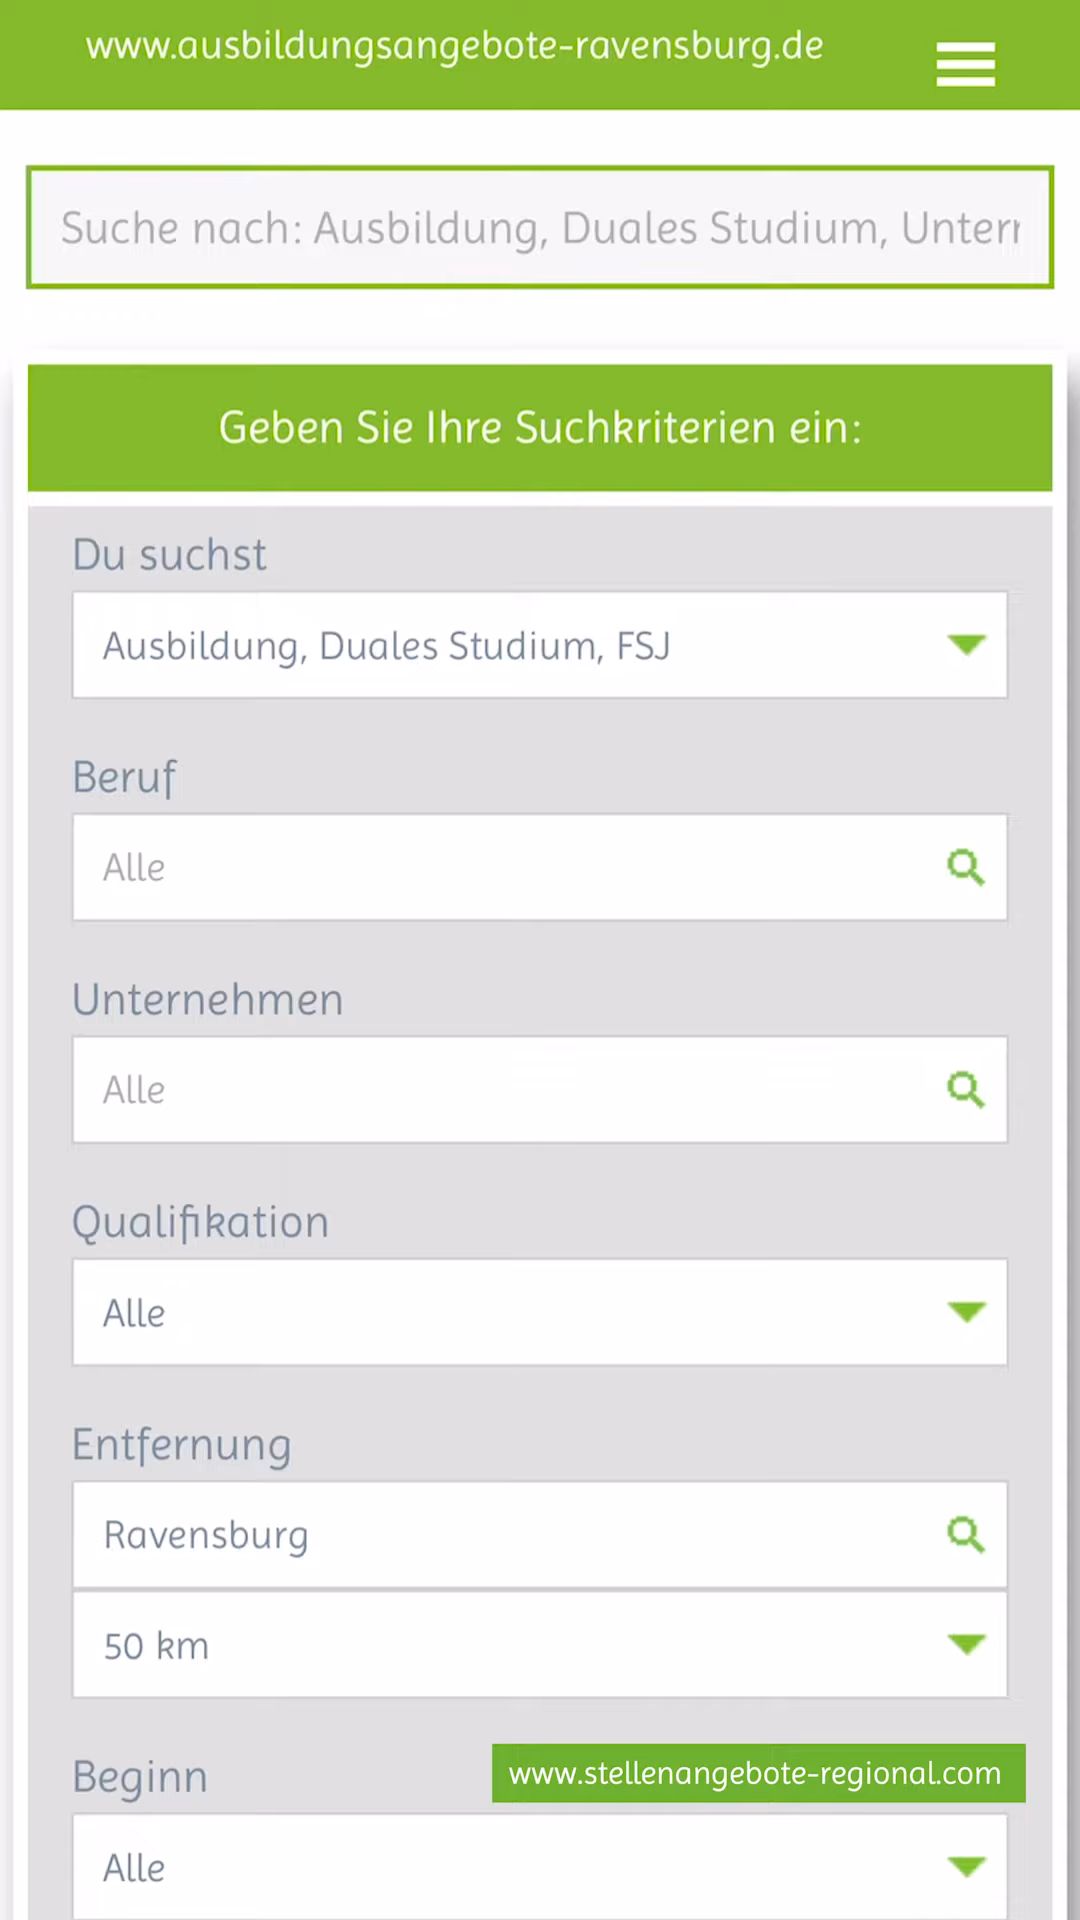 www.ausbildungsangebote-ravensburg.de
Suche nach: Ausbildung, Duales Studium,
Geben Sie Ihre Suchkriterien ein:
Du suchst
Ausbildung, Duales Studium, FSJ
Beruf
Alle
Unternehmen
Alle
Qualifikation
Alle
Entfernung
Ravensburg
50 km
Beginn
www.stellenangebote-regional.com
Alle